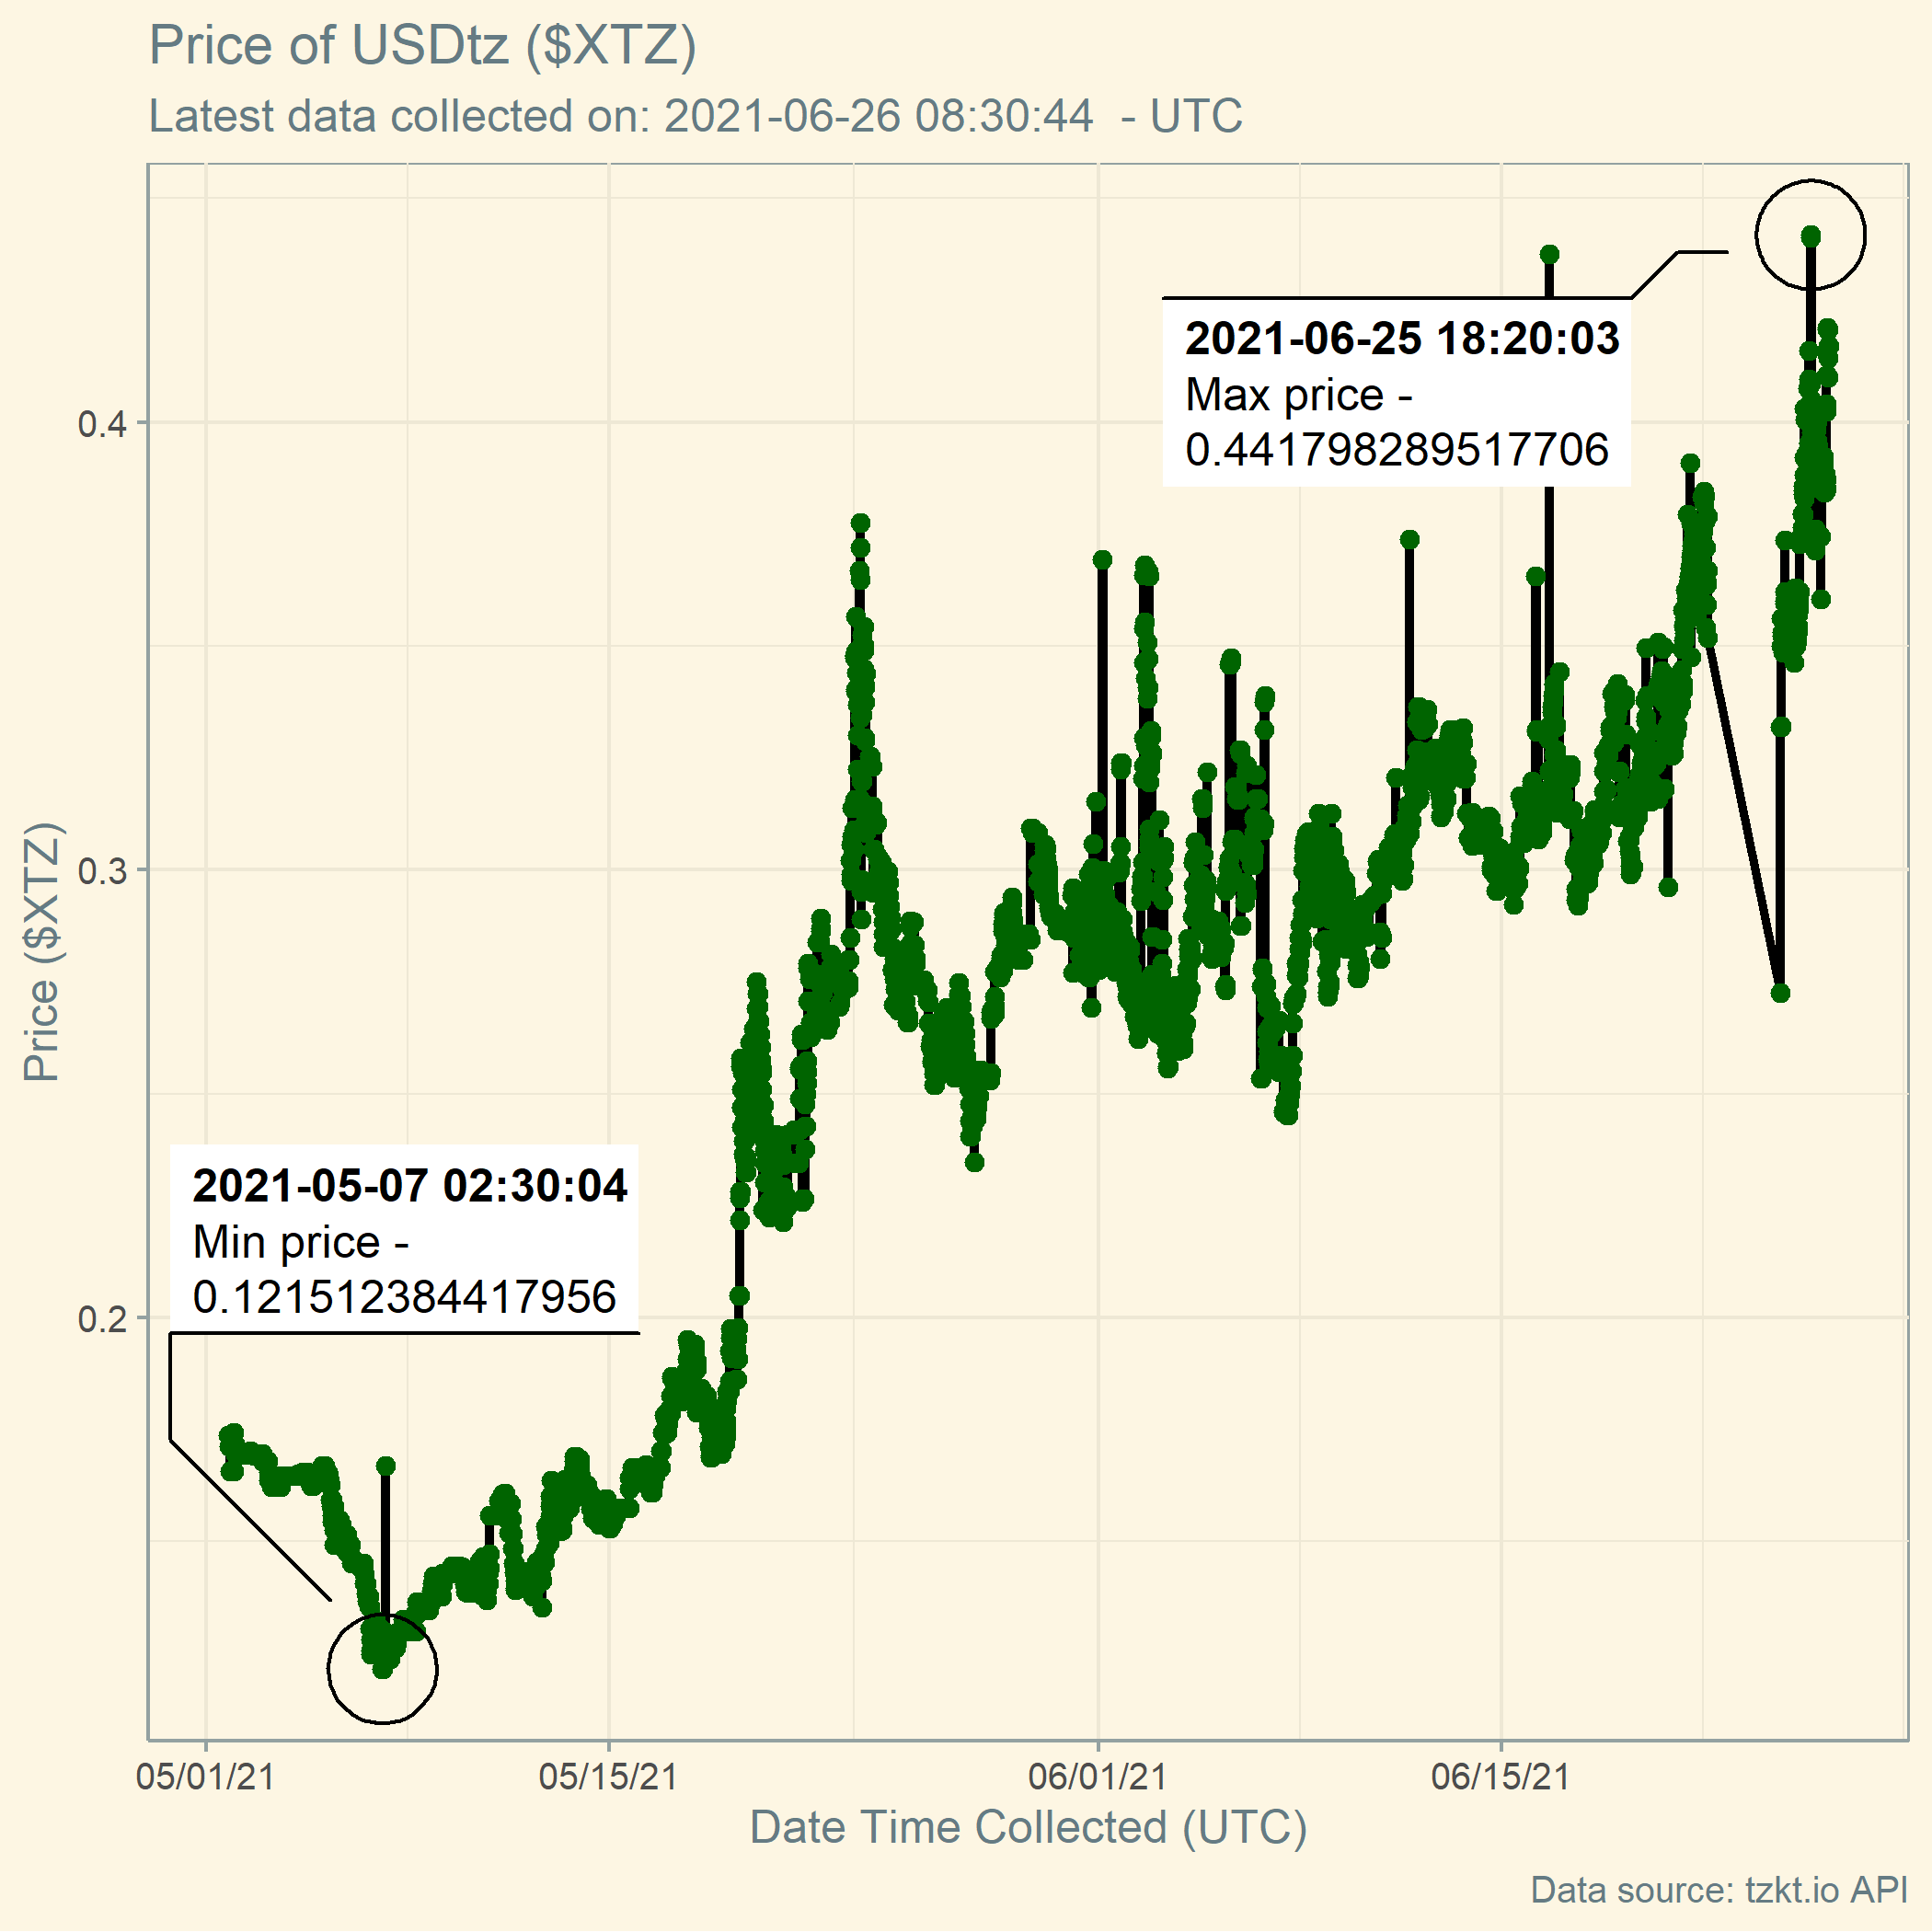 Price of USDtz ($XTZ)
Latest data collected on: 2021-06-26 08:30:44  - UTC
2021-06-25 18:20:03
Max price -
0.441798289517706
2021-05-07 02:30:04
Min price -
0.121512384417956
0.4
0.3
0.2
Price ($XTZ)
05/01/21
05/15/21
06/01/21
06/15/21
Date Time Collected (UTC)
Data source: tzkt.io API